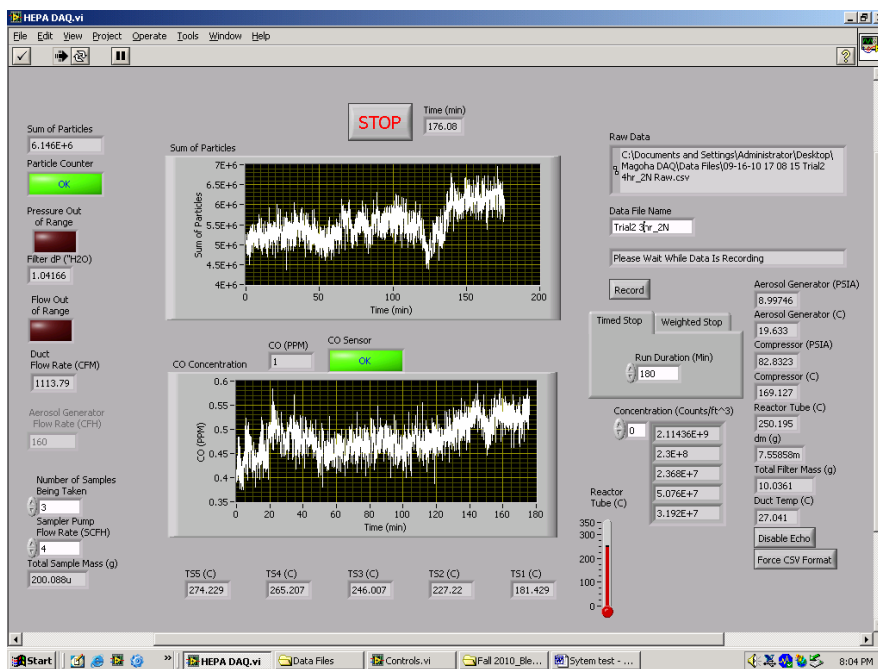 HEPA DAQ.vi
File Edit View Project Operate Tools Window Help
STOP
Time (min)
176.08
Sum of Particles
6.146E+6
Particle Counter
OK
Pressure Out
of Range
Filter dP ("H2O)
1.04166
Flow Out
of Range
Duct
Flow Rate (CFM)
1113.79
Aerosol Generator
Flow Rate (CFH)
160
Number of Samples
Being Taken
3
Sampler Pump
Flow Rate (SCFH)
4
Total Sample Mass (g)
200.088u
Sum of Particles
Sum of Particles
7E+6
6.5E+6
6E+6
5.5E+6
5E+6
4.5E+6
4E+6
0 50 100 150 200
Time (min)
CO (PPM)
1
CO Sensor
OK
CO Concentration
CO (PPM)
0.6
0.55
0.5
0.45
0.4
0.35
0 20 40 60 80 100 120 140 160 180
Time (min)
TS5 (C) TS4 (C) TS3 (C) TS2 (C) TS1 (C)
274.229 265.207 246.007 227.22 181.429
Raw Data
C:\Documents and Settings\Administrator\Desktop\
Magoha DAQ\Data Files\09-16-10 17 08 15 Trial2
4hr_2N Raw.csv
Data File Name
Trial2 3hr_2N
Please Wait While Data Is Recording
Record
Timed Stop Weighted Stop
Run Duration (Min)
180
Concentration (Counts/ft^3)
0
2.11436E+9
2.3E+8
2.368E+7
5.076E+7
3.192E+7
Reactor
Tube (C)
350
300
200
100
0
Aerosol Generator (PSIA)
8.99746
Aerosol Generator (C)
19.633
Compressor (PSIA)
82.8323
Compressor (C)
169.127
Reactor Tube (C)
250.195
dm (g)
7.55858m
Total Filter Mass (g)
10.0361
Duct Temp (C)
27.041
Disable Echo
Force CSV Format
Start » HEPA DAQ.vi Data Files Controls.vi Fall 2010_Ble... Sytem test - ... 8:04 PM